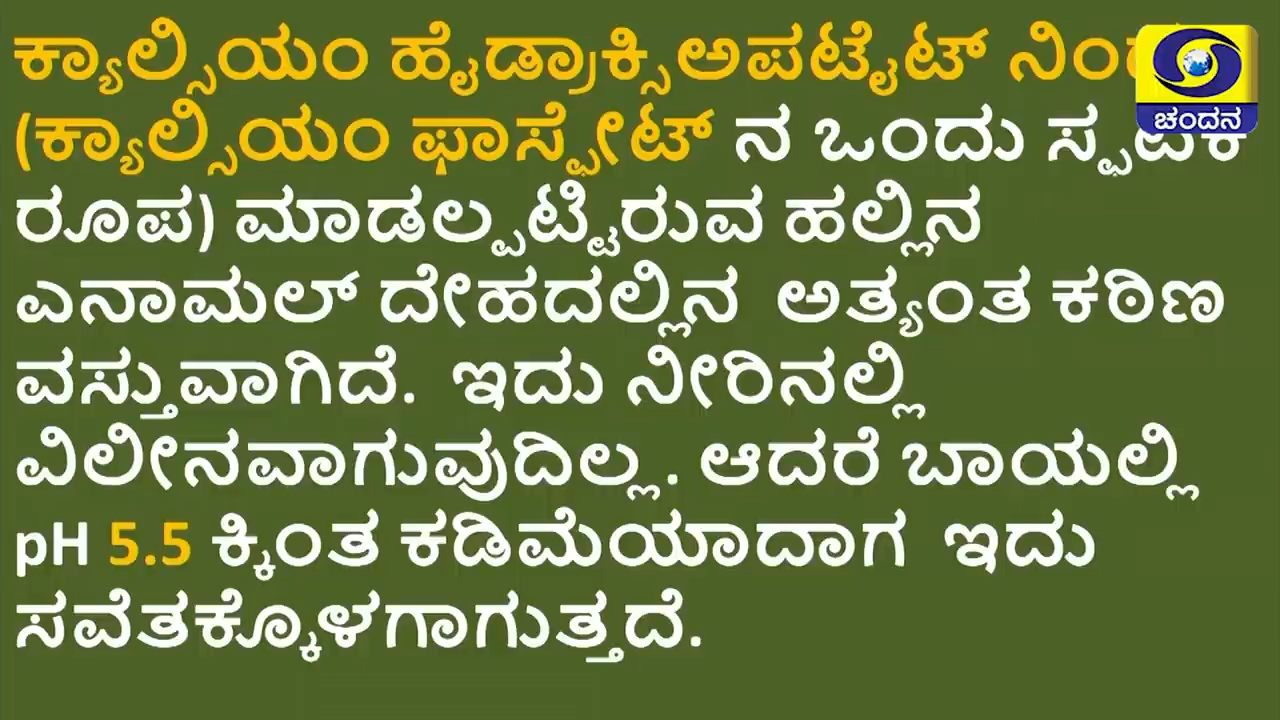 ಕ್ಯಾಲ್ಸಿಯಂ ಹೈಡ್ರಾಕ್ಸಿಅಪಟೈಟ್
(ಕ್ಯಾಲ್ಸಿಯಂ ಫಾಸ್ಫೇಟ್ ನ ಒಂದು
ರೂಪ) ಮಾಡಲ್ಪಟ್ಟಿರುವ ಹಲ್ಲಿನ
ಎನಾಮಲ್ ದೇಹದಲ್ಲಿನ ಅತ್ಯಂತ ಕಠಿಣ
ವಸ್ತುವಾಗಿದೆ. ಇದು ನೀರಿನಲ್ಲಿ
ವಿಲೀನವಾಗುವುದಿಲ್ಲ. ಆದರೆ ಬಾಯಲ್ಲಿ
pH 5.5 ಕ್ಕಿಂತ ಕಡಿಮೆಯಾದಾಗ ಇದು
ಸವೆತಕ್ಕೊಳಗಾಗುತ್ತದೆ.
ಚಂದನ